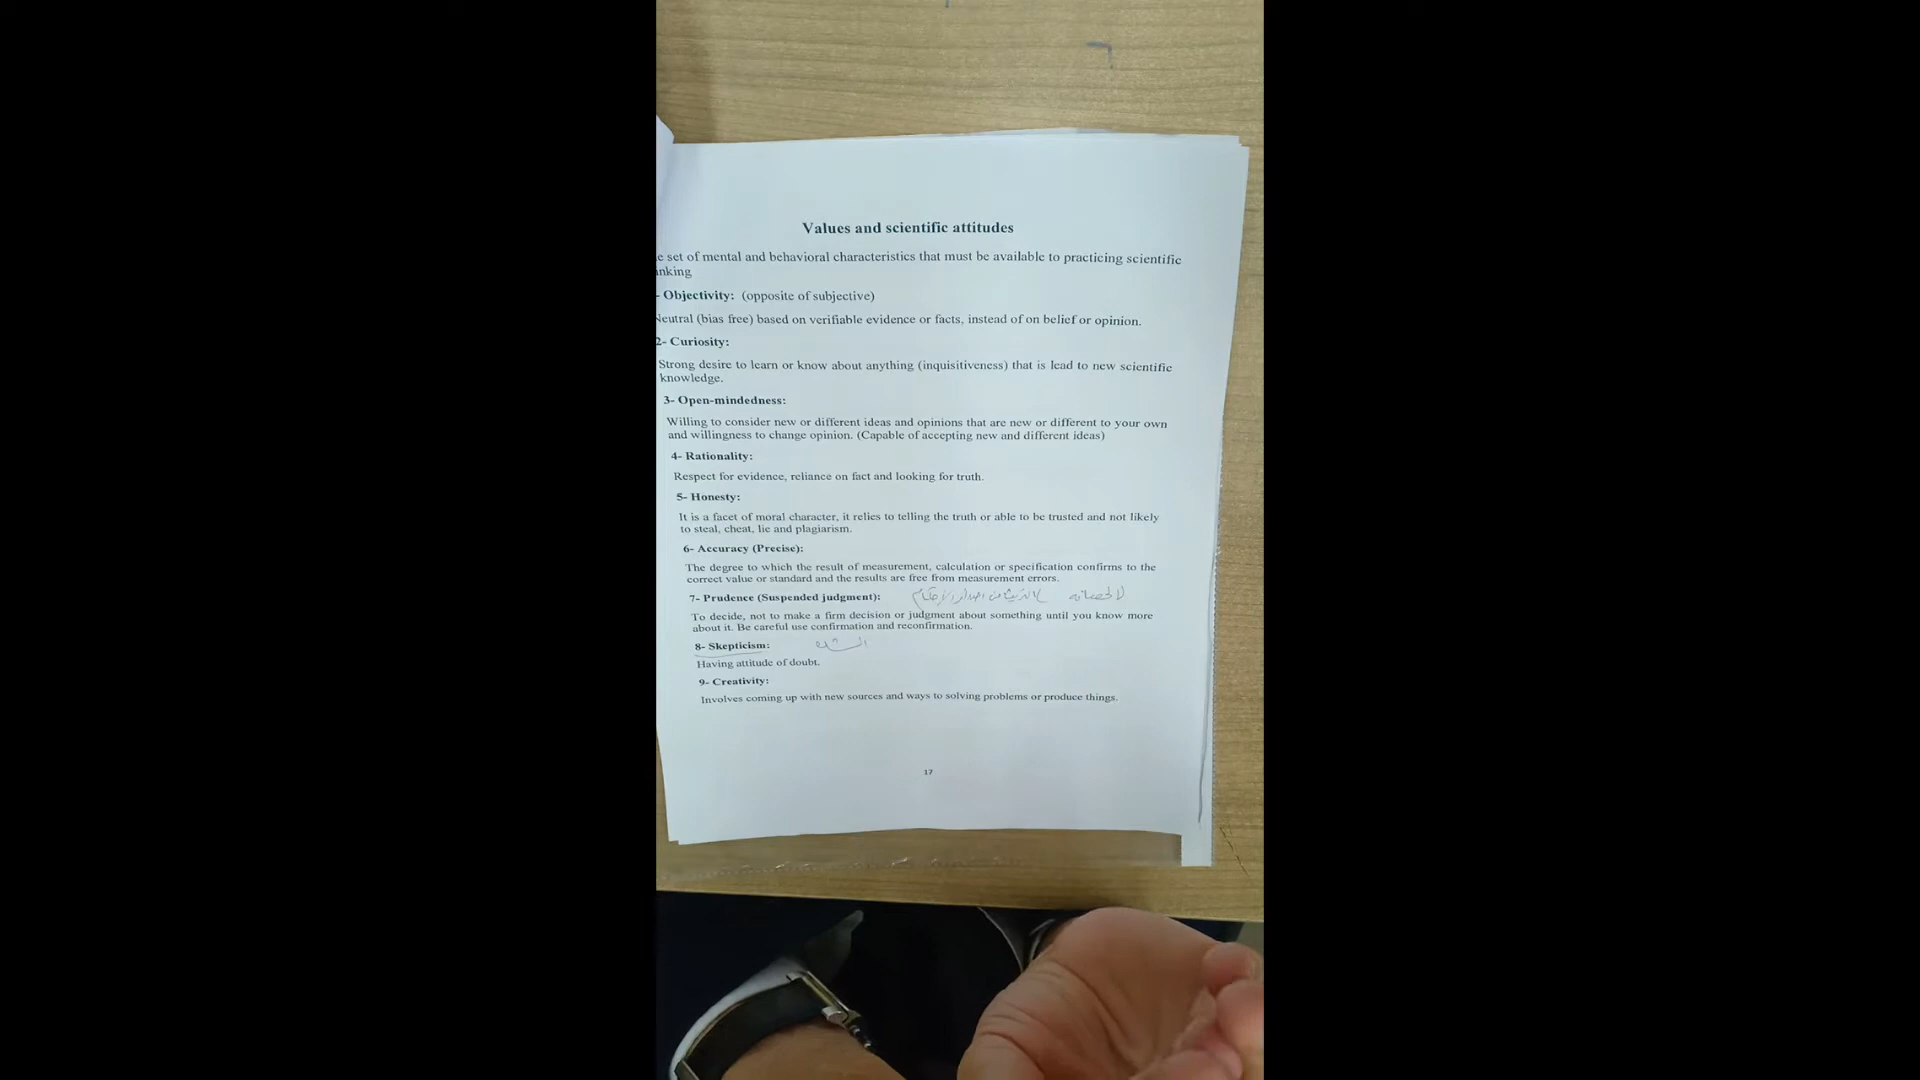 Values and scientific attitudes
e set of mental and behavioral characteristics that must be available to practicing scientific
nking
- Objectivity: (opposite of subjective)
Neutral (bias free) based on verifiable evidence or facts, instead of on belief or opinion.
2- Curiosity:
Strong desire to learn or know about anything (inquisitiveness) that is lead to new scientific
knowledge.
3- Open-mindedness:
Willing to consider new or different ideas and opinions that are new or different to your own
and willingness to change opinion. (Capable of accepting new and different ideas)
4- Rationality:
Respect for evidence, reliance on fact and looking for truth.
5- Honesty:
It is a facet of moral character, it relies to telling the truth or able to be trusted and not likely
to steal, cheat, lie and plagiarism.
6- Accuracy (Precise):
The degree to which the result of measurement, calculation or specification confirms to the
correct value or standard and the results are free from measurement errors.
7- Prudence (Suspended judgment):
To decide, not to make a firm decision or judgment about something until you know more
about it. Be careful use confirmation and reconfirmation.
8- Skepticism: الشك
Having attitude of doubt.
9- Creativity:
Involves coming up with new sources and ways to solving problems or produce things.
17